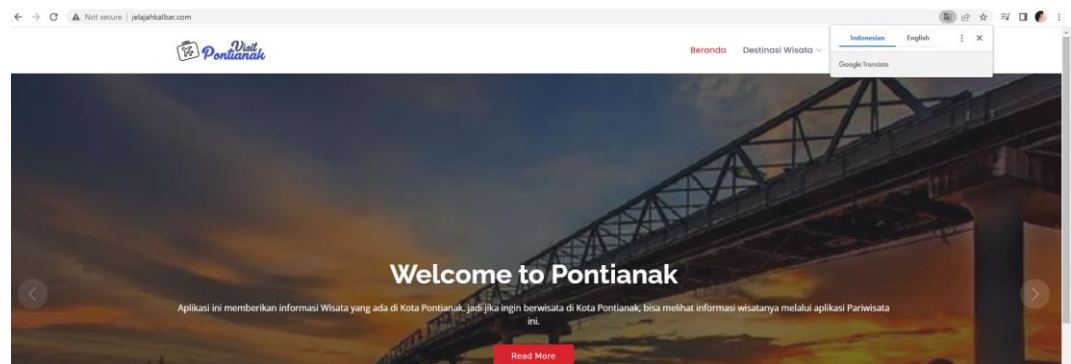 Not secure | jelajahkalbar.com
Visit
Pontianak
Beranda Destinasi Wisata
Indonesian English
Google Translate
Welcome to Pontianak
Aplikasi ini memberikan informasi Wisata yang ada di Kota Pontianak, jadi jika ingin berwisata di Kota Pontianak, bisa melihat informasi wisatanya melalui aplikasi Pariwisata
ini.
Read More